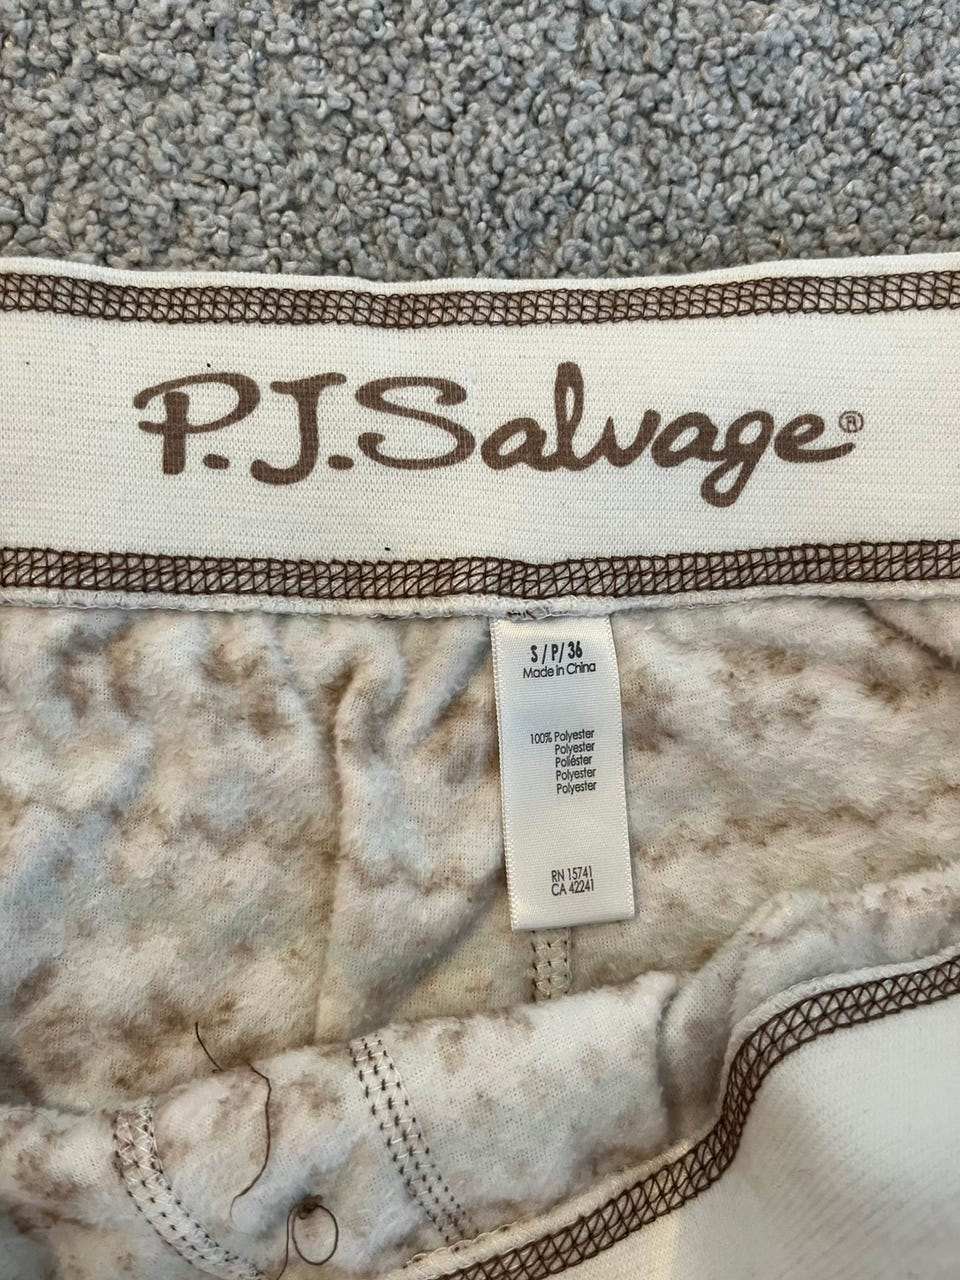 P.J.Salvage®
S/P/36
Made in China
100% Polyester
Polyester
Poliéster
Polyester
Polyester
RN 15741
CA 42241